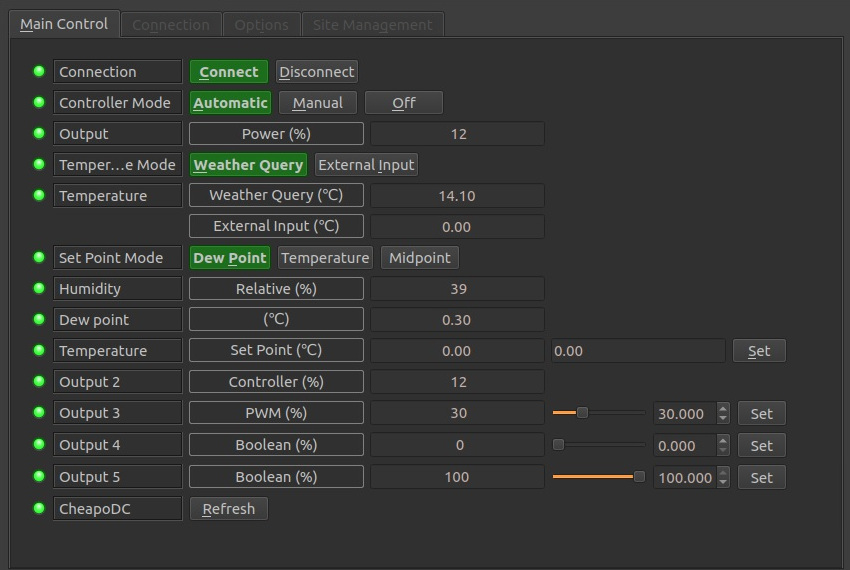 Main Control Connection Options Site Management
Connection Connect Disconnect
Controller Mode Automatic Manual Off
Output Power (%) 12
Temper...e Mode Weather Query External Input
Temperature Weather Query (°C) 14.10
External Input (°C) 0.00
Set Point Mode Dew Point Temperature Midpoint
Humidity Relative (%) 39
Dew point (°C) 0.30
Temperature Set Point (°C) 0.00 0.00 Set
Output 2 Controller (%) 12
Output 3 PWM (%) 30 30.000 Set
Output 4 Boolean (%) 0 0.000 Set
Output 5 Boolean (%) 100 100.000 Set
CheapoDC Refresh